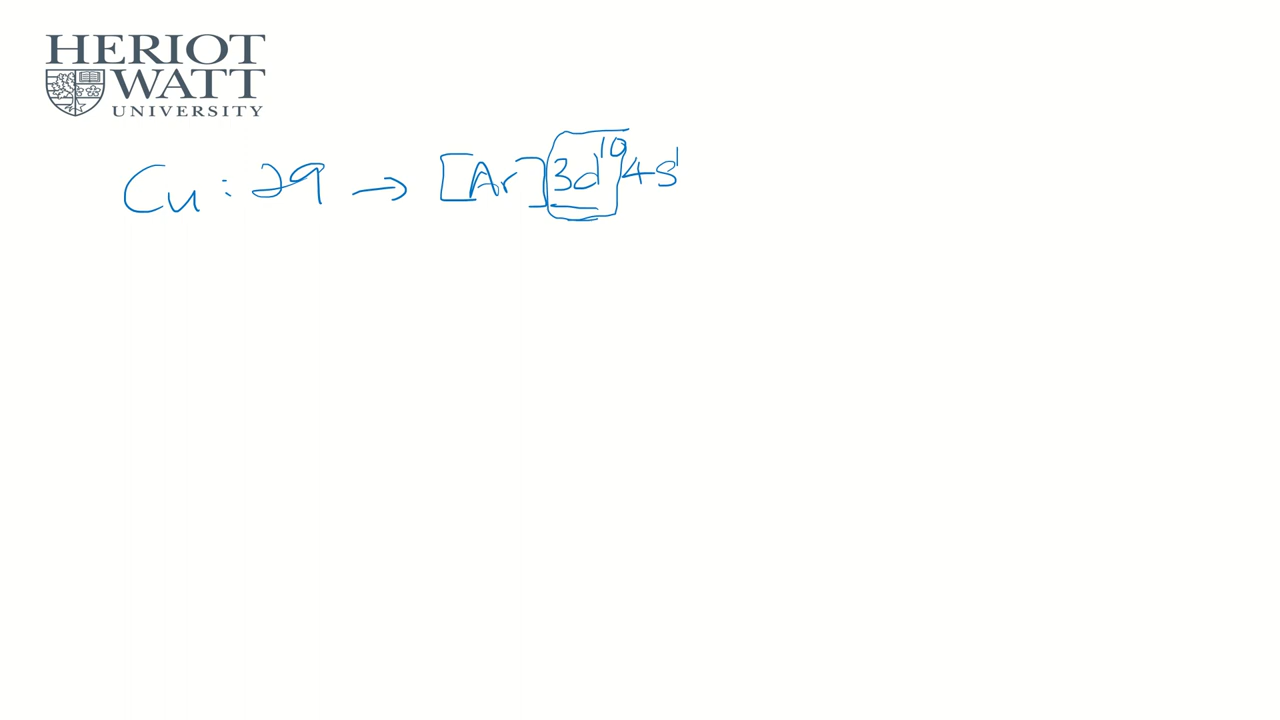 HERIOT
WATT
UNIVERSITY
Cu : 29 → [Ar] 3d¹⁰ 4s¹